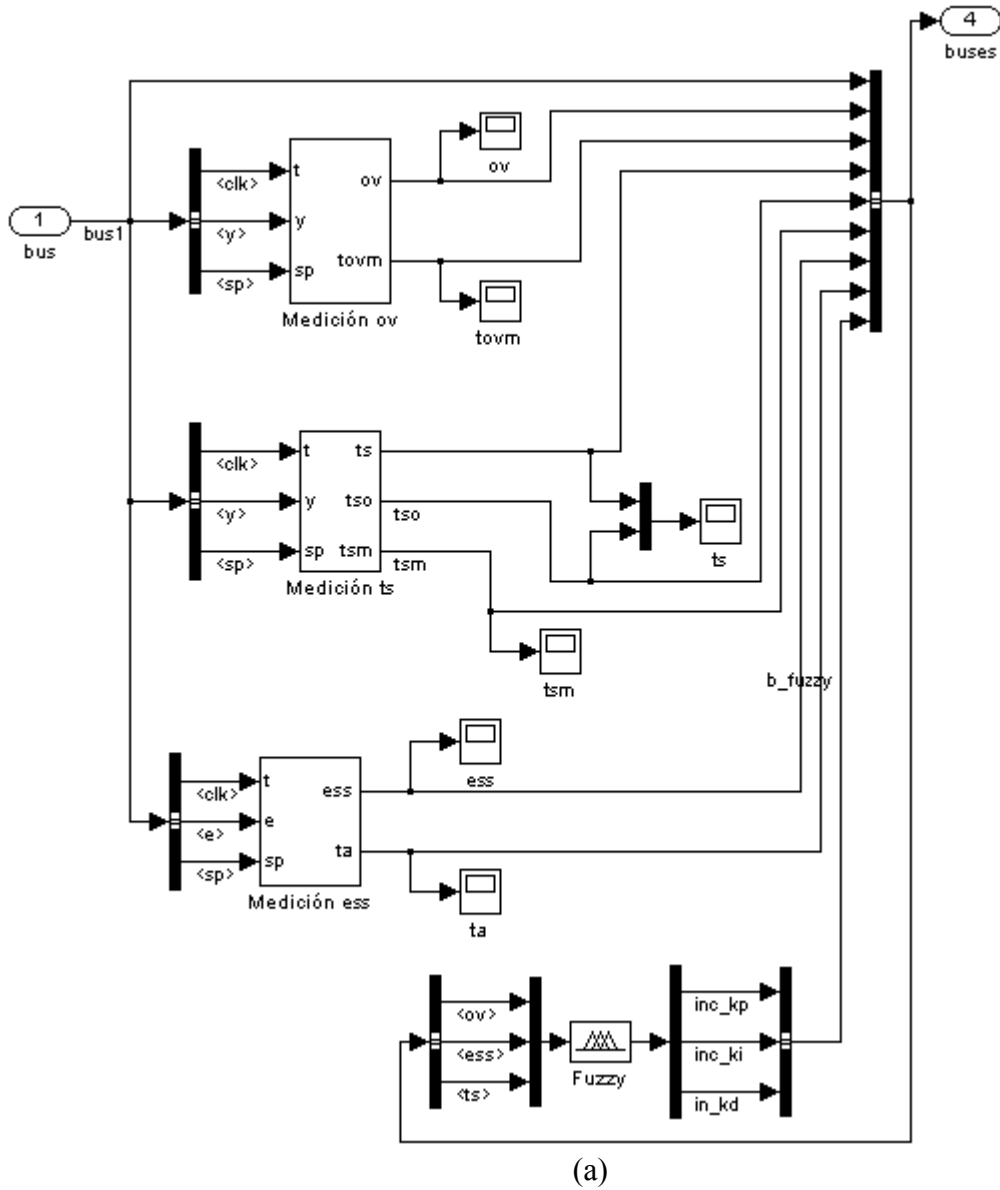 4
buses
ov
<clk>
t
ov
1
bus1
<y>
y
bus
tovm
<sp>
sp
Medición ov
tovm
<clk>
t
ts
<y>
y
tso
tso
ts
<sp>
sp
tsm
tsm
Medición ts
tsm
b_fuzzy
ess
<clk>
t
ess
<e>
e
<sp>
sp
ta
Medición ess
ta
<ov>
inc_kp
<ess>
inc_ki
Fuzzy
<ts>
in_kd
(a)